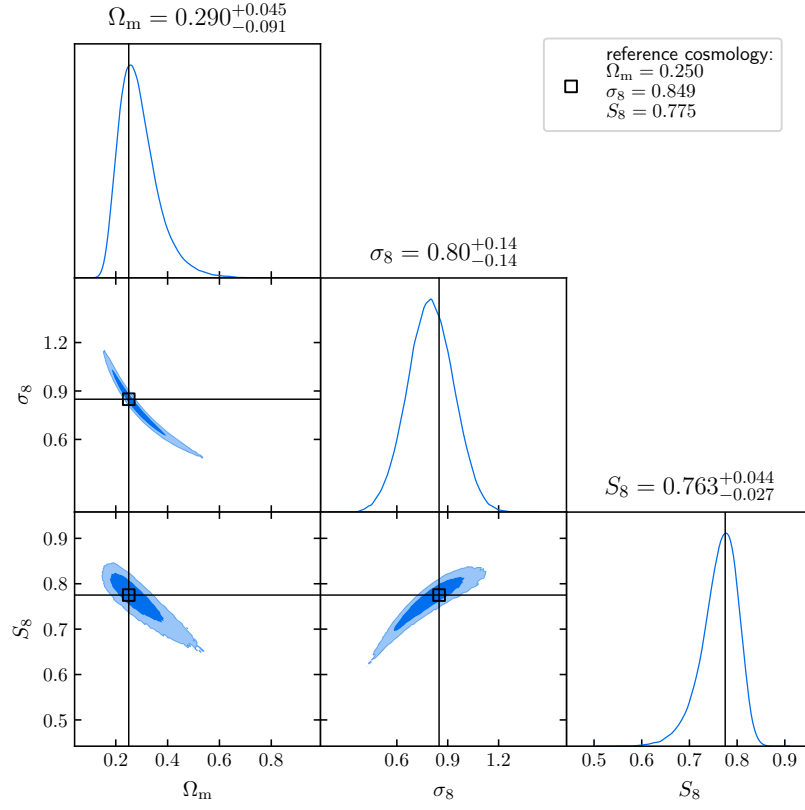 Ωₘ = 0.290⁺⁰·⁰⁴⁵₋₀.₀₉₁
reference cosmology:
Ωₘ = 0.250
σ₈ = 0.849
S₈ = 0.775
σ₈ = 0.80⁺⁰·¹⁴₋₀.₁₄
1.2
0.9
0.6
σ₈
S₈ = 0.763⁺⁰·⁰⁴⁴₋₀.₀₂₇
0.9
0.8
0.7
0.6
0.5
S₈
0.2 0.4 0.6 0.8 0.6 0.9 1.2 0.5 0.6 0.7 0.8 0.9
Ωₘ σ₈ S₈